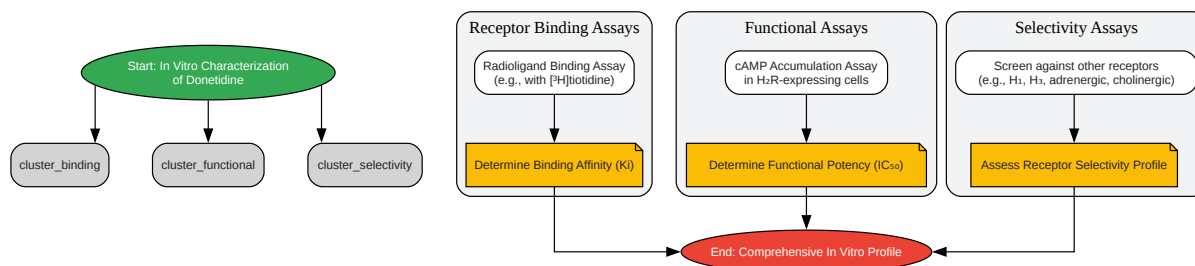 Start: In Vitro Characterization
of Donetidine
cluster_binding
cluster_functional
cluster_selectivity
Receptor Binding Assays
Radioligand Binding Assay
(e.g., with [³H]tiotidine)
Determine Binding Affinity (Ki)
Functional Assays
cAMP Accumulation Assay
in H₂R-expressing cells
Determine Functional Potency (IC₅₀)
Selectivity Assays
Screen against other receptors
(e.g., H₁, H₃, adrenergic, cholinergic)
Assess Receptor Selectivity Profile
End: Comprehensive In Vitro Profile